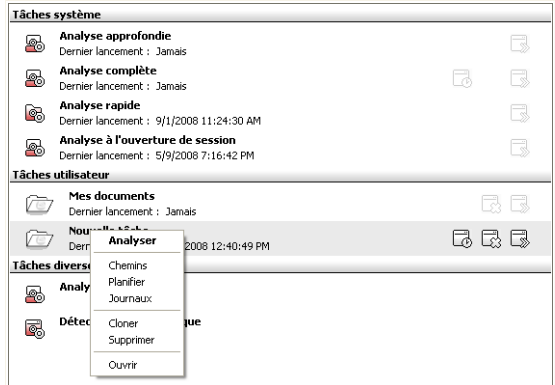 Tâches système
Analyse approfondie
Dernier lancement : Jamais
Analyse complète
Dernier lancement : Jamais
Analyse rapide
Dernier lancement : 9/1/2008 11:24:30 AM
Analyse à l'ouverture de session
Dernier lancement : 5/9/2008 7:16:42 PM
Tâches utilisateur
Mes documents
Dernier lancement : Jamais
Nouvelle tâche
2008 12:40:49 PM
Analyser
Chemins
Planifier
Journaux
Cloner
Supprimer
Ouvrir
Tâches diverse
Analy
Détec
que